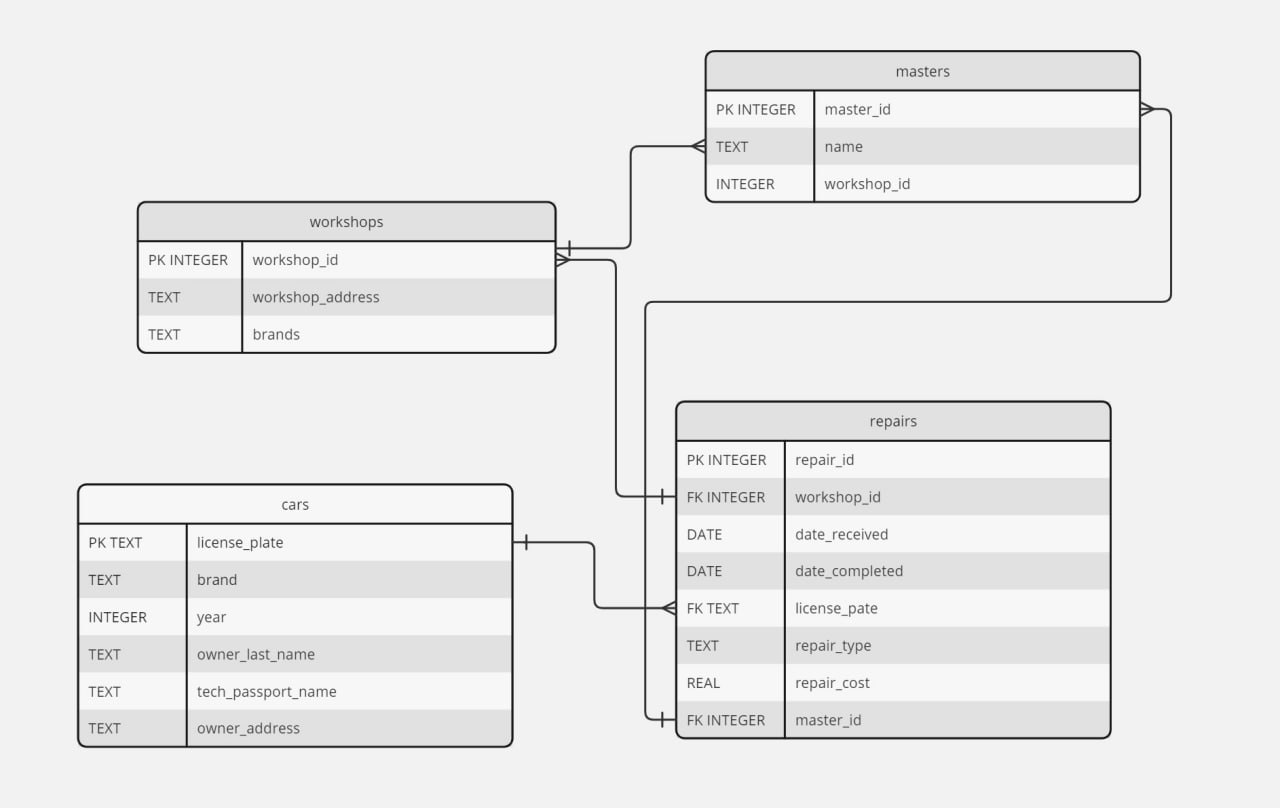 masters
PK INTEGER master_id
TEXT name
INTEGER workshop_id
workshops
PK INTEGER workshop_id
TEXT workshop_address
TEXT brands
repairs
PK INTEGER repair_id
FK INTEGER workshop_id
DATE date_received
DATE date_completed
FK TEXT license_pate
TEXT repair_type
REAL repair_cost
FK INTEGER master_id
cars
PK TEXT license_plate
TEXT brand
INTEGER year
TEXT owner_last_name
TEXT tech_passport_name
TEXT owner_address